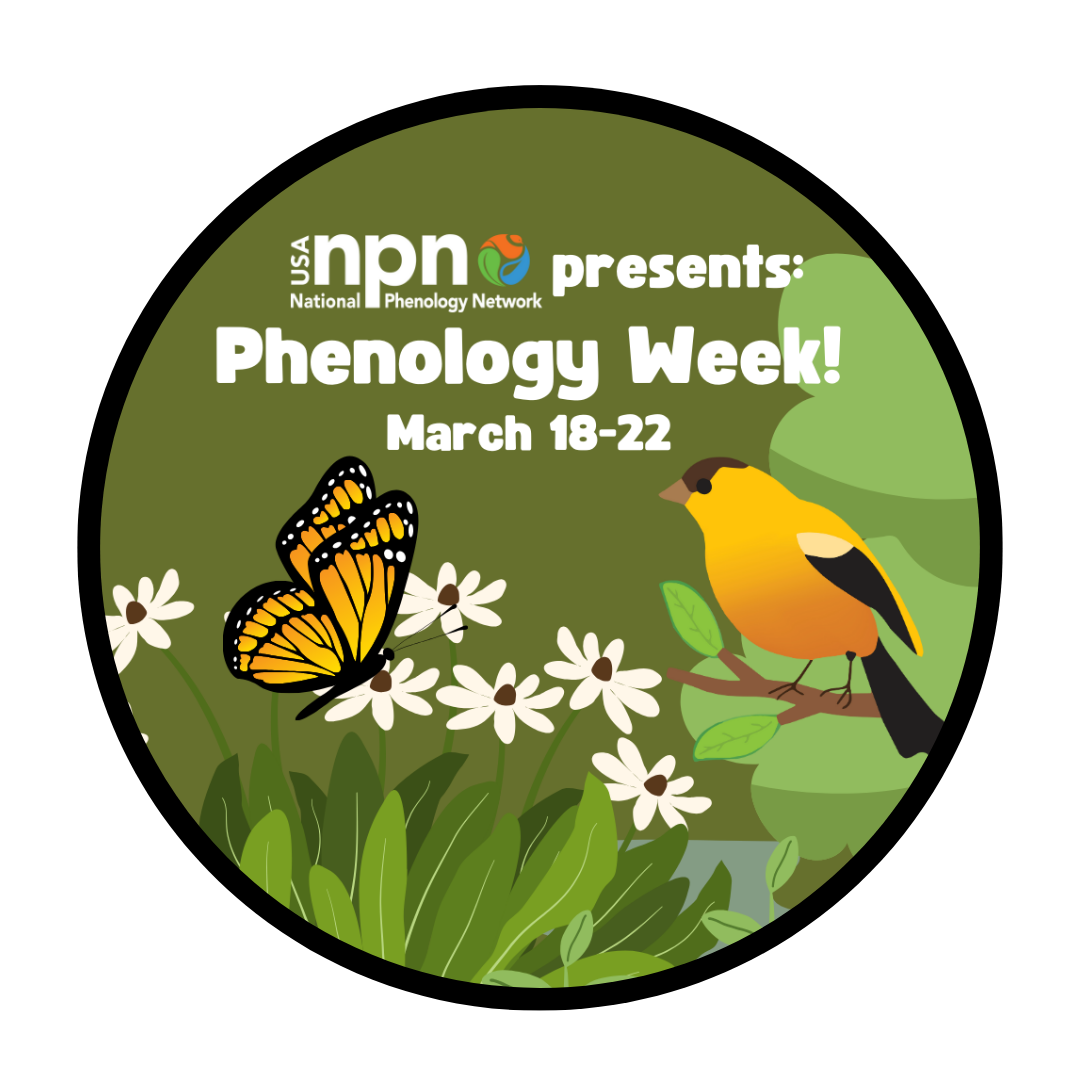 USA npn presents:
National Phenology Network
Phenology Week!
March 18-22